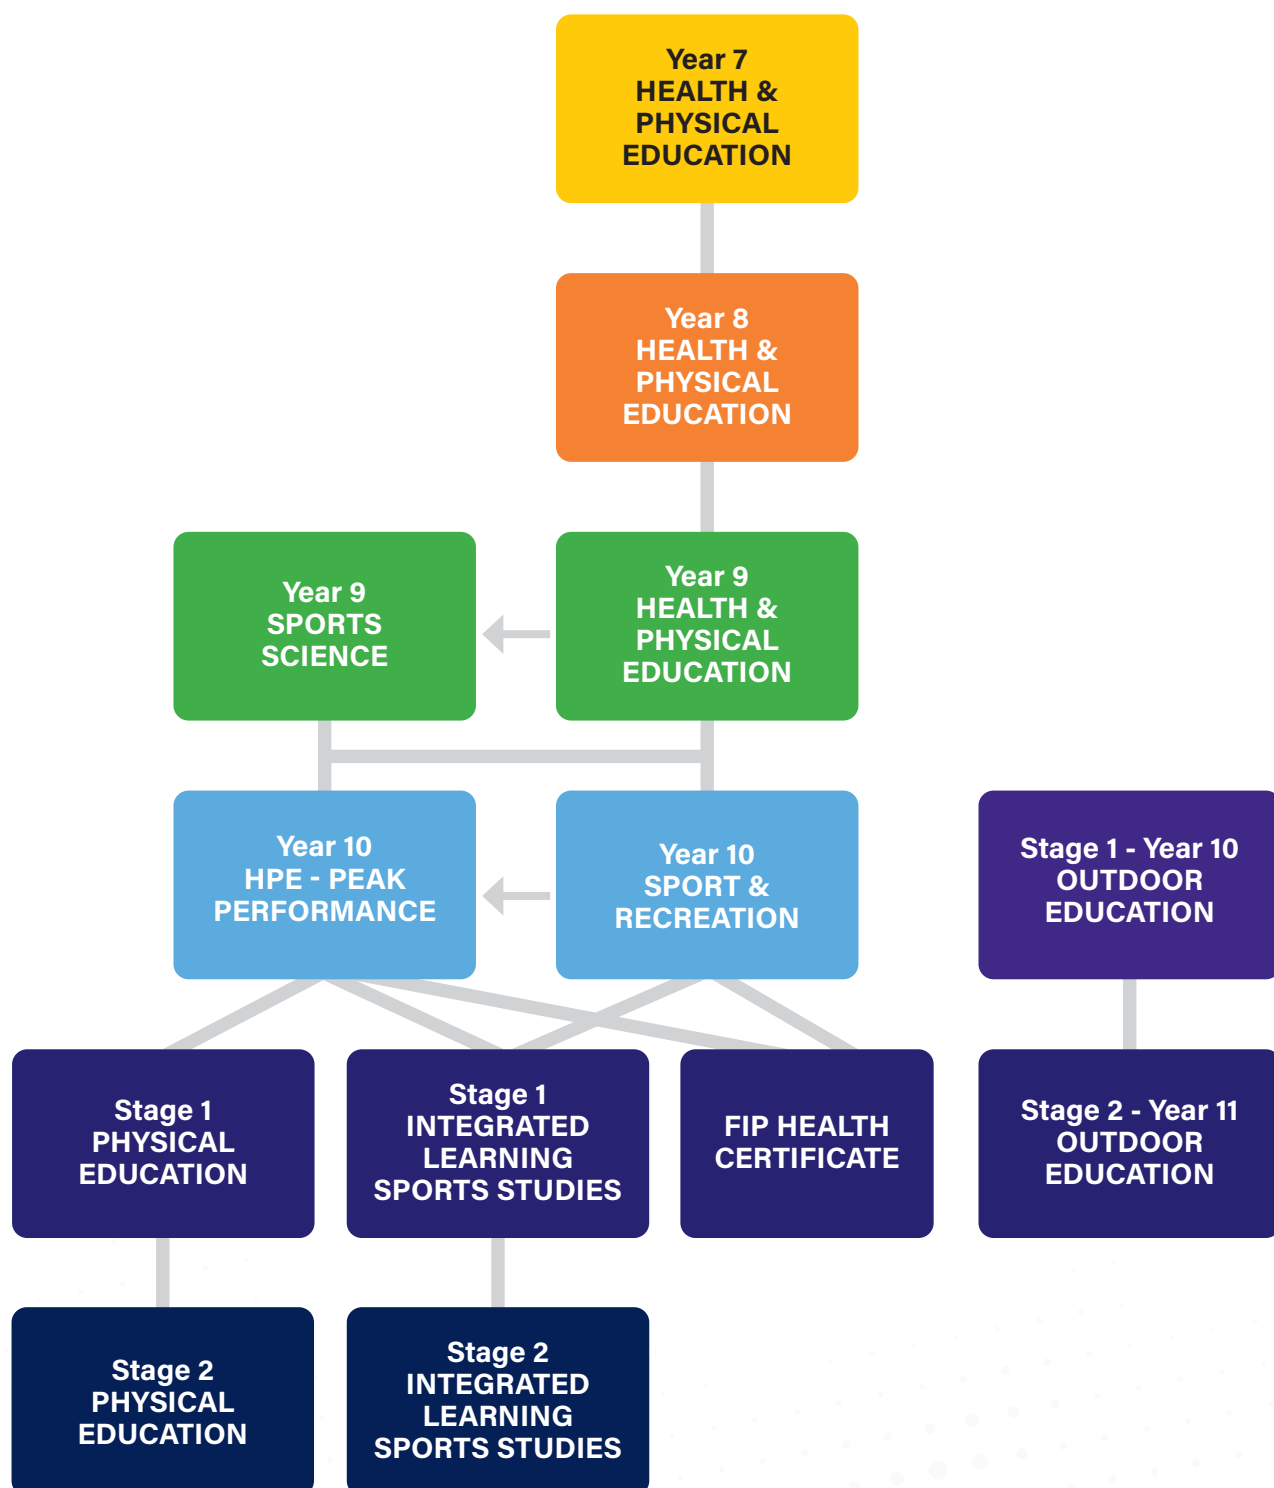 Year 7
HEALTH &
PHYSICAL
EDUCATION
Year 8
HEALTH &
PHYSICAL
EDUCATION
Year 9
SPORTS
SCIENCE
Year 9
HEALTH &
PHYSICAL
EDUCATION
Year 10
HPE - PEAK
PERFORMANCE
Year 10
SPORT &
RECREATION
Stage 1 - Year 10
OUTDOOR
EDUCATION
Stage 1
PHYSICAL
EDUCATION
Stage 1
INTEGRATED
LEARNING
SPORTS STUDIES
FIP HEALTH
CERTIFICATE
Stage 2 - Year 11
OUTDOOR
EDUCATION
Stage 2
PHYSICAL
EDUCATION
Stage 2
INTEGRATED
LEARNING
SPORTS STUDIES